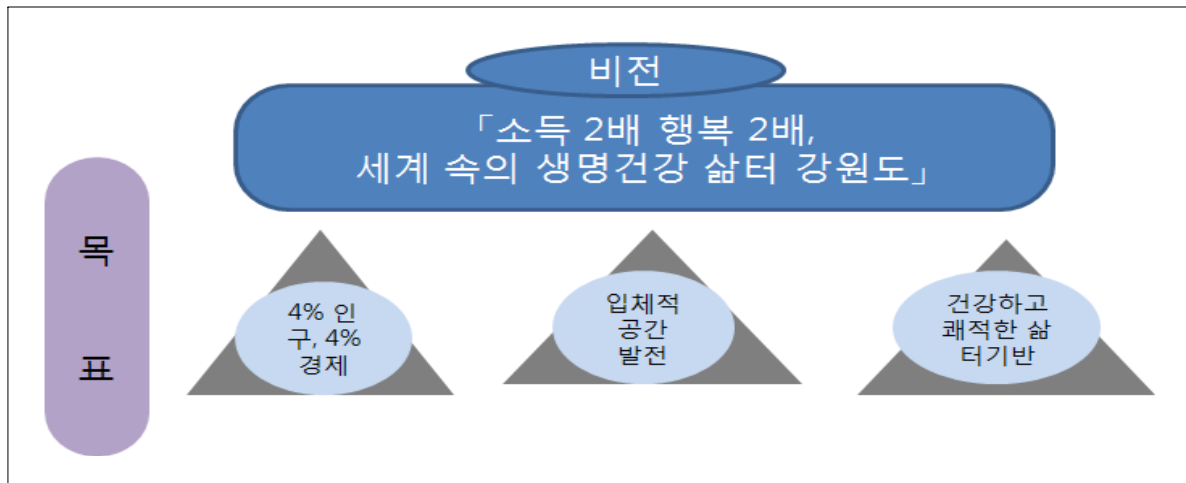 비전
「소득 2배 행복 2배,
세계 속의 생명건강 삶터 강원도」
목
표
4% 인
구, 4%
경제
입체적
공간
발전
건강하고
쾌적한 삶
터기반